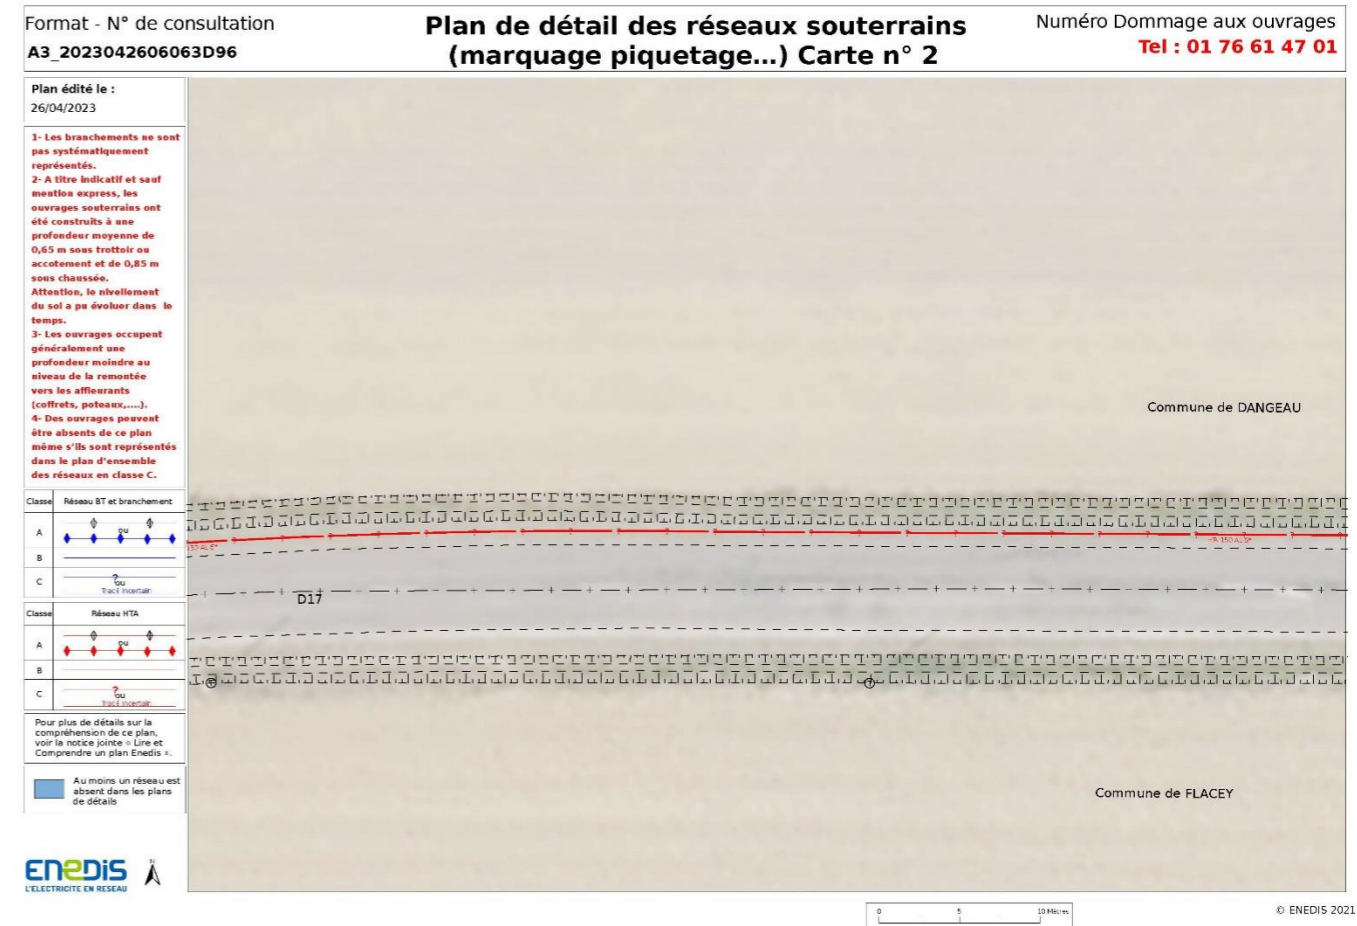 Format - N° de consultation
A3_2023042606063D96
Plan de détail des réseaux souterrains
(marquage piquetage...) Carte n° 2
Numéro Dommage aux ouvrages
Tel : 01 76 61 47 01
Plan édité le :
26/04/2023
1- Les branchements ne sont
pas systématiquement
représentés.
2- A titre indicatif et sauf
mention express, les
ouvrages souterrains ont
été construits à une
profondeur moyenne de
0,65 m sous trottoir ou
accotement et de 0,85 m
sous chaussée.
Attention, le nivellement
du sol a pu évoluer dans le
temps.
3- Les ouvrages occupent
généralement une
profondeur moindre au
niveau de la remontée
vers les affleurants
(coffrets, poteaux,....).
4- Des ouvrages peuvent
être absents de ce plan
même s'ils sont représentés
dans le plan d'ensemble
des réseaux en classe C.
Classe Réseau BT et branchement
A ou
B
C ? ou
Tracé incertain
Classe Réseau HTA
A ou
B
C ? ou
Tracé incertain
Pour plus de détails sur la
compréhension de ce plan,
voir la notice jointe « Lire et
Comprendre un plan Enedis ».
Au moins un réseau est
absent dans les plans
de détails
ENEDIS
L'ELECTRICITE EN RESEAU
N
Commune de DANGEAU
D17
T
T
Commune de FLACEY
0 5 10 Mètres
© ENEDIS 2021